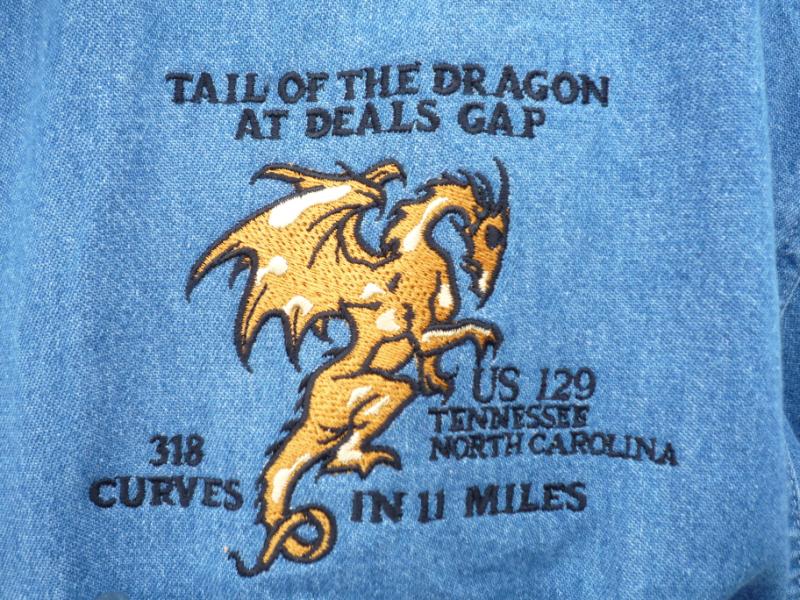 TAIL OF THE DRAGON
AT DEALS GAP
US 129
TENNESSEE
NORTH CAROLINA
318
CURVES IN 11 MILES